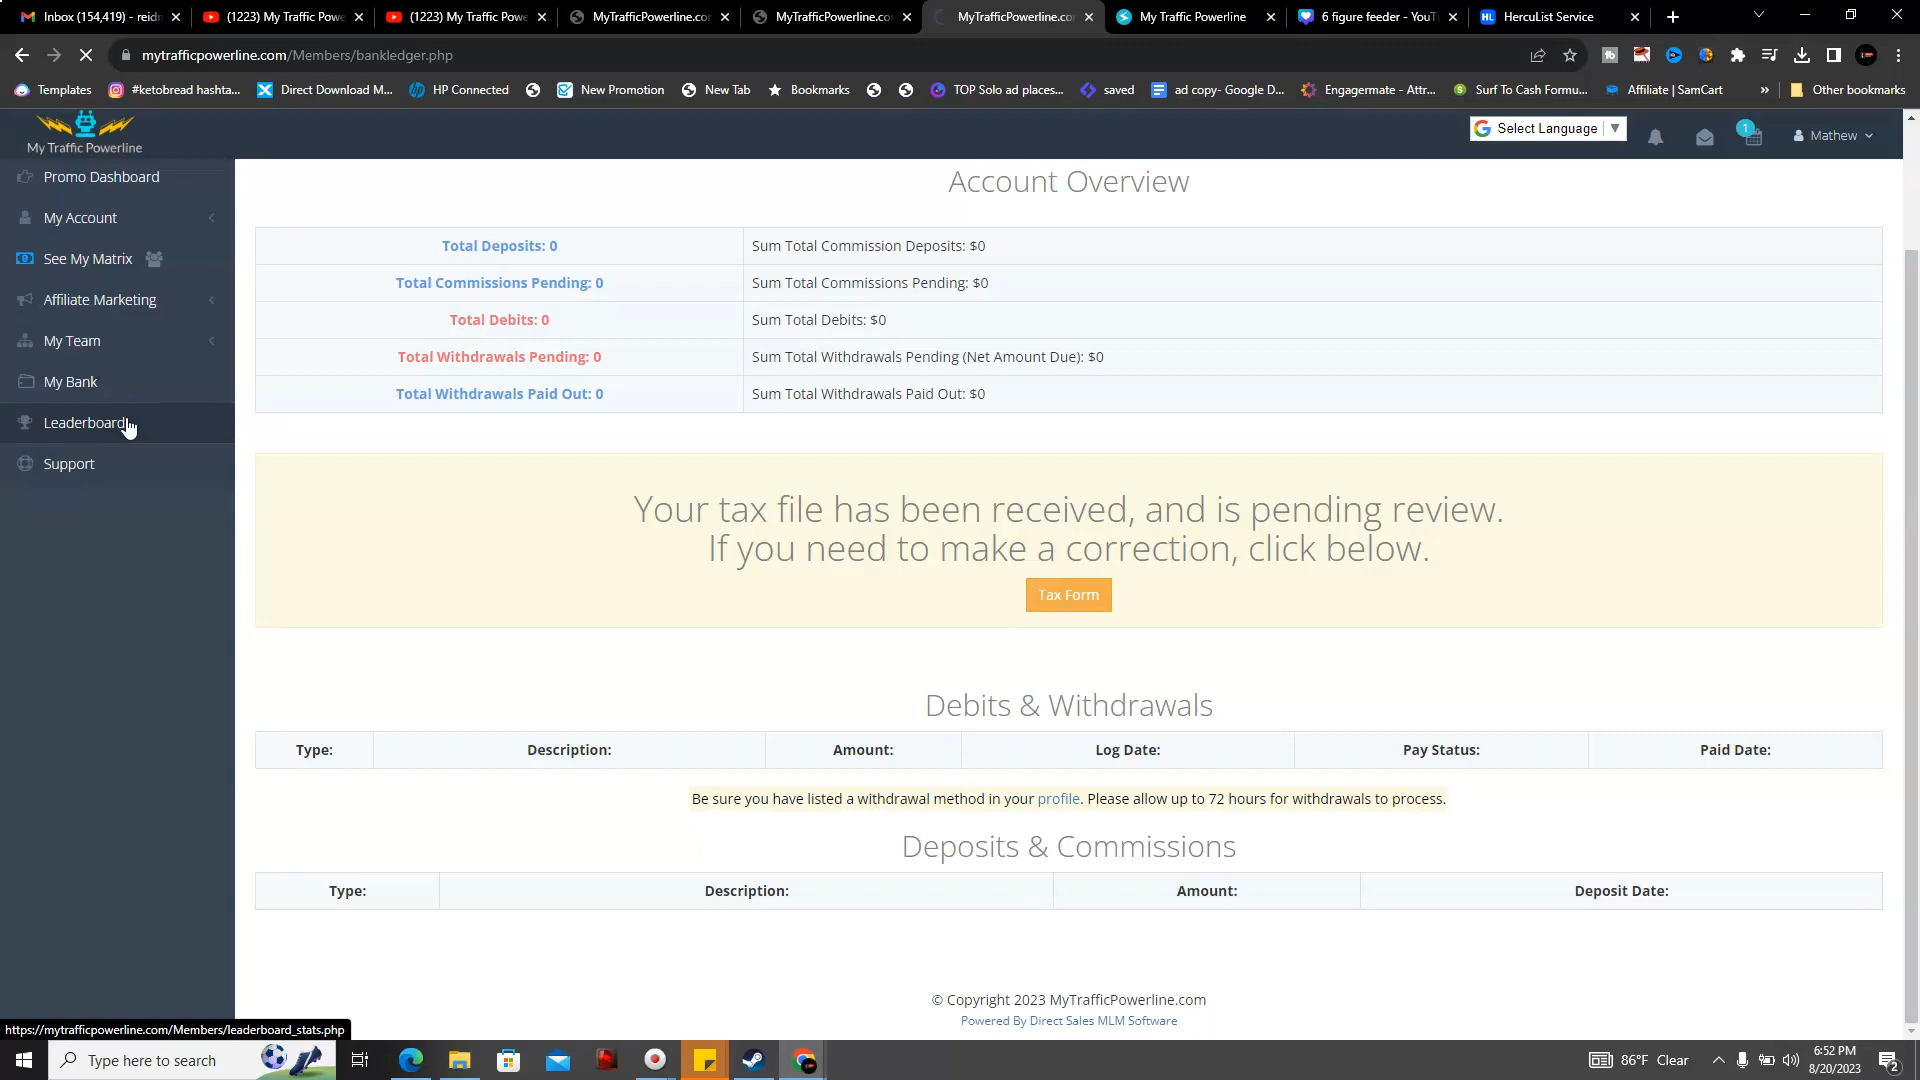 Inbox (154,419) - reidn
(1223) My Traffic Powe
(1223) My Traffic Powe
MyTrafficPowerline.co
MyTrafficPowerline.co
MyTrafficPowerline.co
My Traffic Powerline
6 figure feeder - YouT
HercuList Service
mytrafficpowerline.com/Members/bankledger.php
Templates
#ketobread hashta...
Direct Download M...
HP Connected
New Promotion
New Tab
Bookmarks
TOP Solo ad places...
saved
ad copy- Google D...
Engagermate - Attr...
Surf To Cash Formu...
Affiliate | SamCart
»
Other bookmarks
My Traffic Powerline
Select Language ▼
1
Mathew
Promo Dashboard
My Account
See My Matrix
Affiliate Marketing
My Team
My Bank
Leaderboard
Support
Account Overview
Total Deposits: 0 Sum Total Commission Deposits: $0
Total Commissions Pending: 0 Sum Total Commissions Pending: $0
Total Debits: 0 Sum Total Debits: $0
Total Withdrawals Pending: 0 Sum Total Withdrawals Pending (Net Amount Due): $0
Total Withdrawals Paid Out: 0 Sum Total Withdrawals Paid Out: $0
Your tax file has been received, and is pending review.
If you need to make a correction, click below.
Tax Form
Debits & Withdrawals
Type: Description: Amount: Log Date: Pay Status: Paid Date:
Be sure you have listed a withdrawal method in your profile. Please allow up to 72 hours for withdrawals to process.
Deposits & Commissions
Type: Description: Amount: Deposit Date:
© Copyright 2023 MyTrafficPowerline.com
Powered By Direct Sales MLM Software
https://mytrafficpowerline.com/Members/leaderboard_stats.php
Type here to search
86°F Clear
6:52 PM
8/20/2023
2